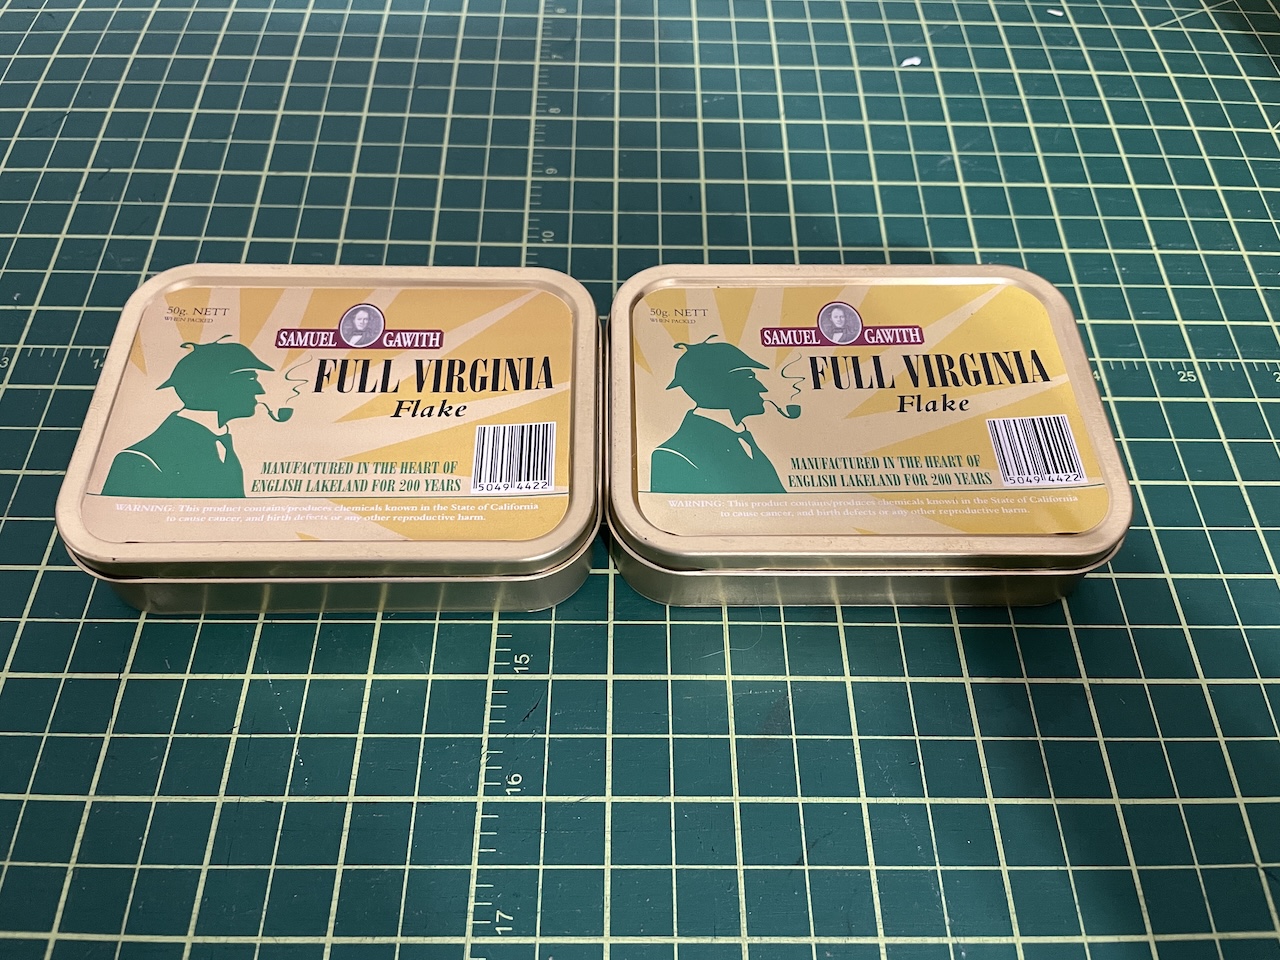 6
7
8
9
10
50g. NETT
WHEN PACKED
SAMUEL GAWITH
FULL VIRGINIA
Flake
MANUFACTURED IN THE HEART OF
ENGLISH LAKELAND FOR 200 YEARS
5049 4422
WARNING: This product contains/produces chemicals known in the State of California
to cause cancer, and birth defects or any other reproductive harm.
50g. NETT
WHEN PACKED
SAMUEL GAWITH
FULL VIRGINIA
Flake
MANUFACTURED IN THE HEART OF
ENGLISH LAKELAND FOR 200 YEARS
5049 4422
WARNING: This product contains/produces chemicals known in the State of California
to cause cancer, and birth defects or any other reproductive harm.
25
15
16
17